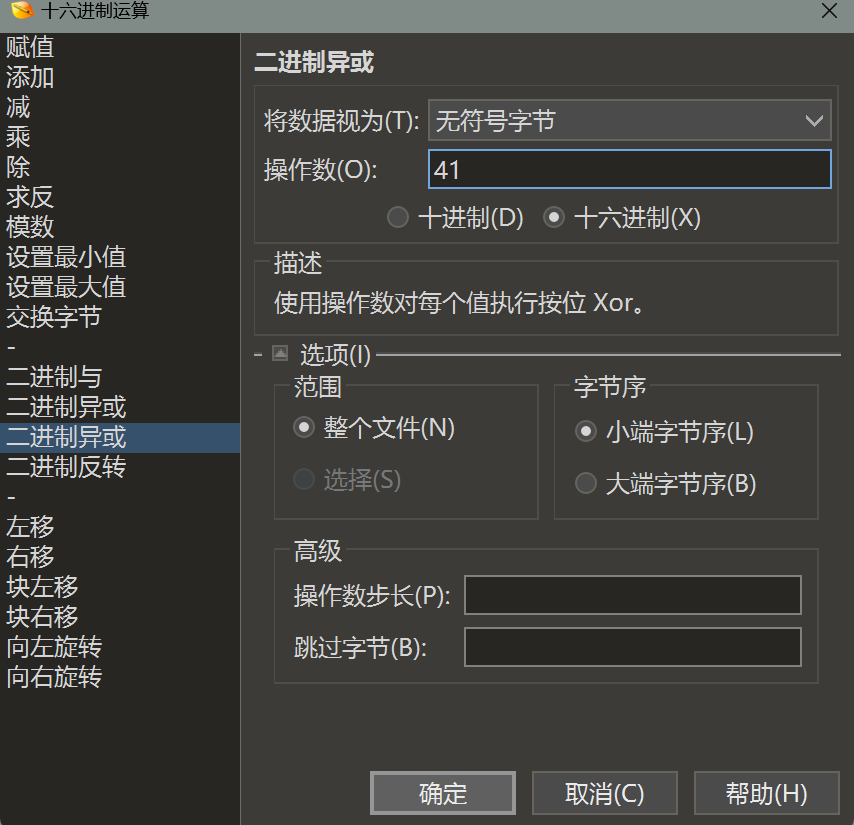 十六进制运算
赋值
添加
减
乘
除
求反
模数
设置最小值
设置最大值
交换字节
-
二进制与
二进制异或
二进制异或
二进制反转
-
左移
右移
块左移
块右移
向左旋转
向右旋转
二进制异或
将数据视为(T): 无符号字节
操作数(O): 41
十进制(D) 十六进制(X)
描述
使用操作数对每个值执行按位 Xor。
选项(I)
范围
整个文件(N)
选择(S)
字节序
小端字节序(L)
大端字节序(B)
高级
操作数步长(P):
跳过字节(B):
确定 取消(C) 帮助(H)